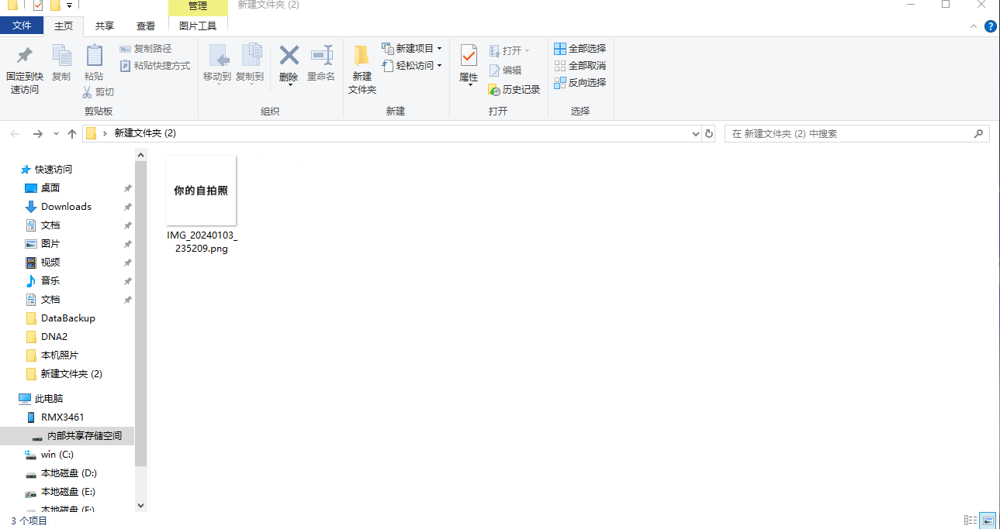 管理
新建文件夹 (2)
文件
主页
共享
查看
图片工具
固定到快
速访问
复制
粘贴
复制路径
粘贴快捷方式
剪切
剪贴板
移动到
复制到
删除
重命名
组织
新建
文件夹
新建项目
轻松访问
新建
属性
打开
编辑
历史记录
打开
全部选择
全部取消
反向选择
选择
新建文件夹 (2)
在 新建文件夹 (2) 中搜索
快速访问
桌面
Downloads
文档
图片
视频
音乐
文档
DataBackup
DNA2
本机照片
新建文件夹 (2)
此电脑
RMX3461
内部共享存储空间
win (C:)
本地磁盘 (D:)
本地磁盘 (E:)
本地磁盘 (F:)
你的自拍照
IMG_20240103_
235209.png
3 个项目